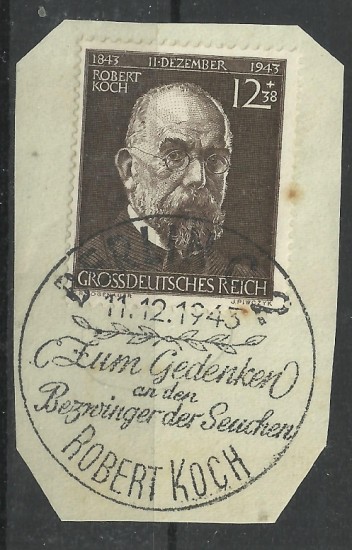 1843 11·DEZEMBER 1943
ROBERT
KOCH
12+38
GROSSDEUTSCHES REICH
BERLIN
11.12.1943
Zum Gedenken
an den
Bezwinger der Seuchen
ROBERT KOCH